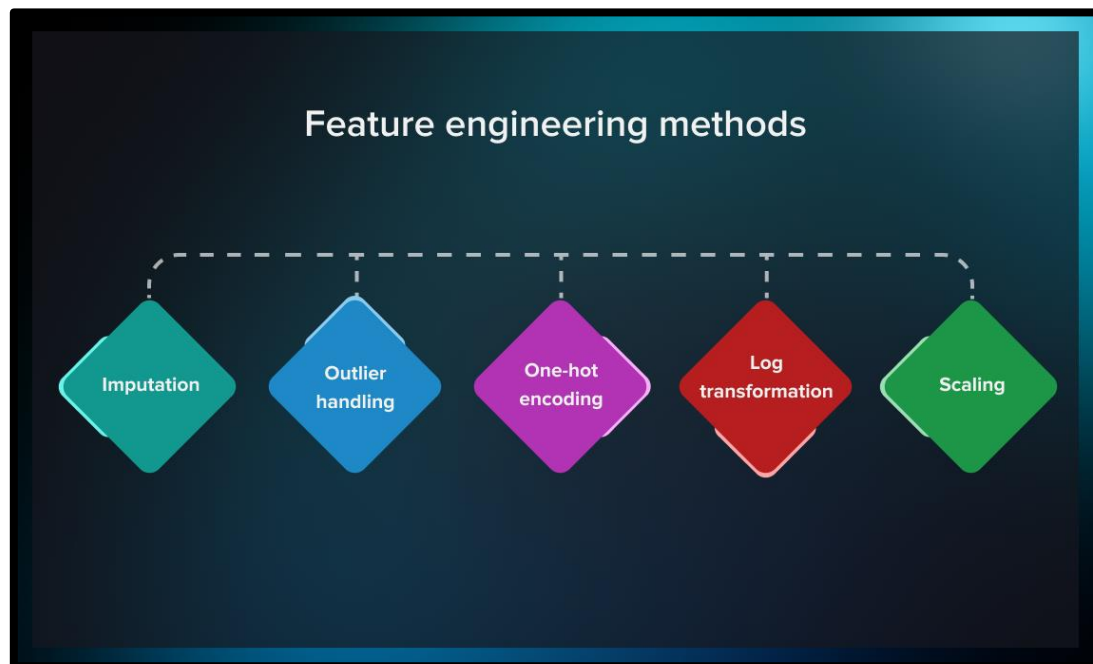 Feature engineering methods
Imputation
Outlier
handling
One-hot
encoding
Log
transformation
Scaling